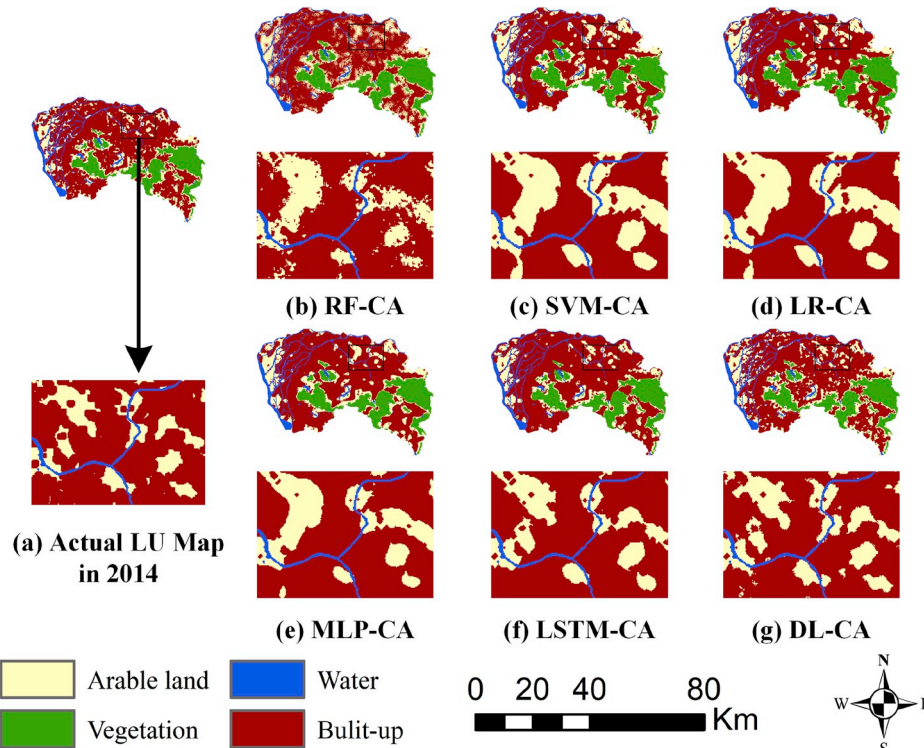 (b) RF-CA
(c) SVM-CA
(d) LR-CA
(a) Actual LU Map
in 2014
(e) MLP-CA
(f) LSTM-CA
(g) DL-CA
Arable land
Water
Vegetation
Bulit-up
0 20 40 80
Km
N
W
E
S